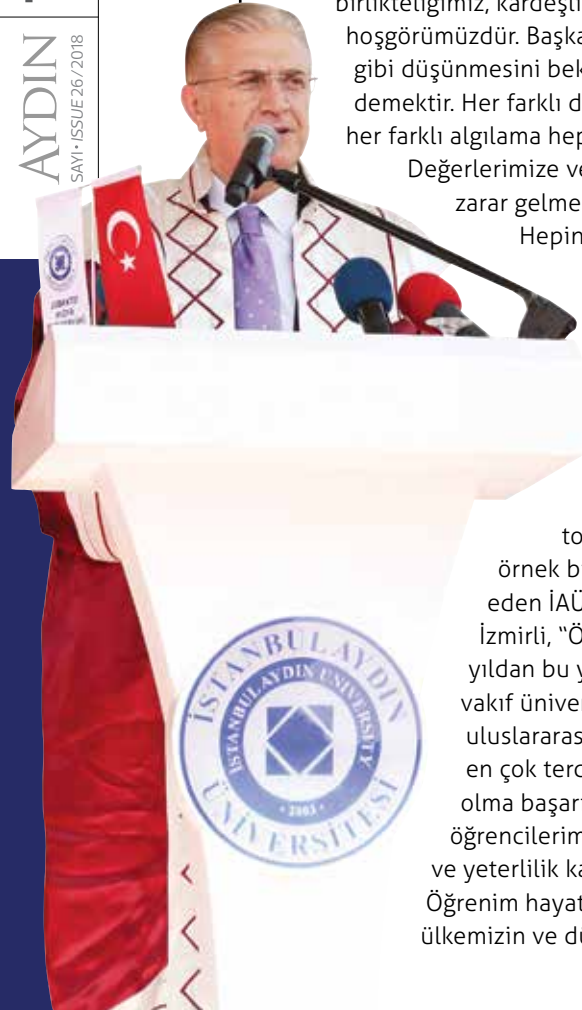 AYDIN
SAYI • ISSUE 26/2018
birlikteliğimiz, kardeşli
hoşgörümüzdür. Başka
gibi düşünmesini bek
demektir. Her farklı d
her farklı algılama hep
Değerlerimize ve
zarar gelme
Hepin
to
örnek b
eden İAÜ
İzmirli, “Ö
yıldan bu y
vakıf üniver
uluslararas
en çok terc
olma başar
öğrencilerim
ve yeterlilik ka
Öğrenim hayat
ülkemizin ve dü
İSTANBUL AYDIN ÜNİVERSİTESİ
ISTANBUL AYDIN UNIVERSITY
• 2003 •